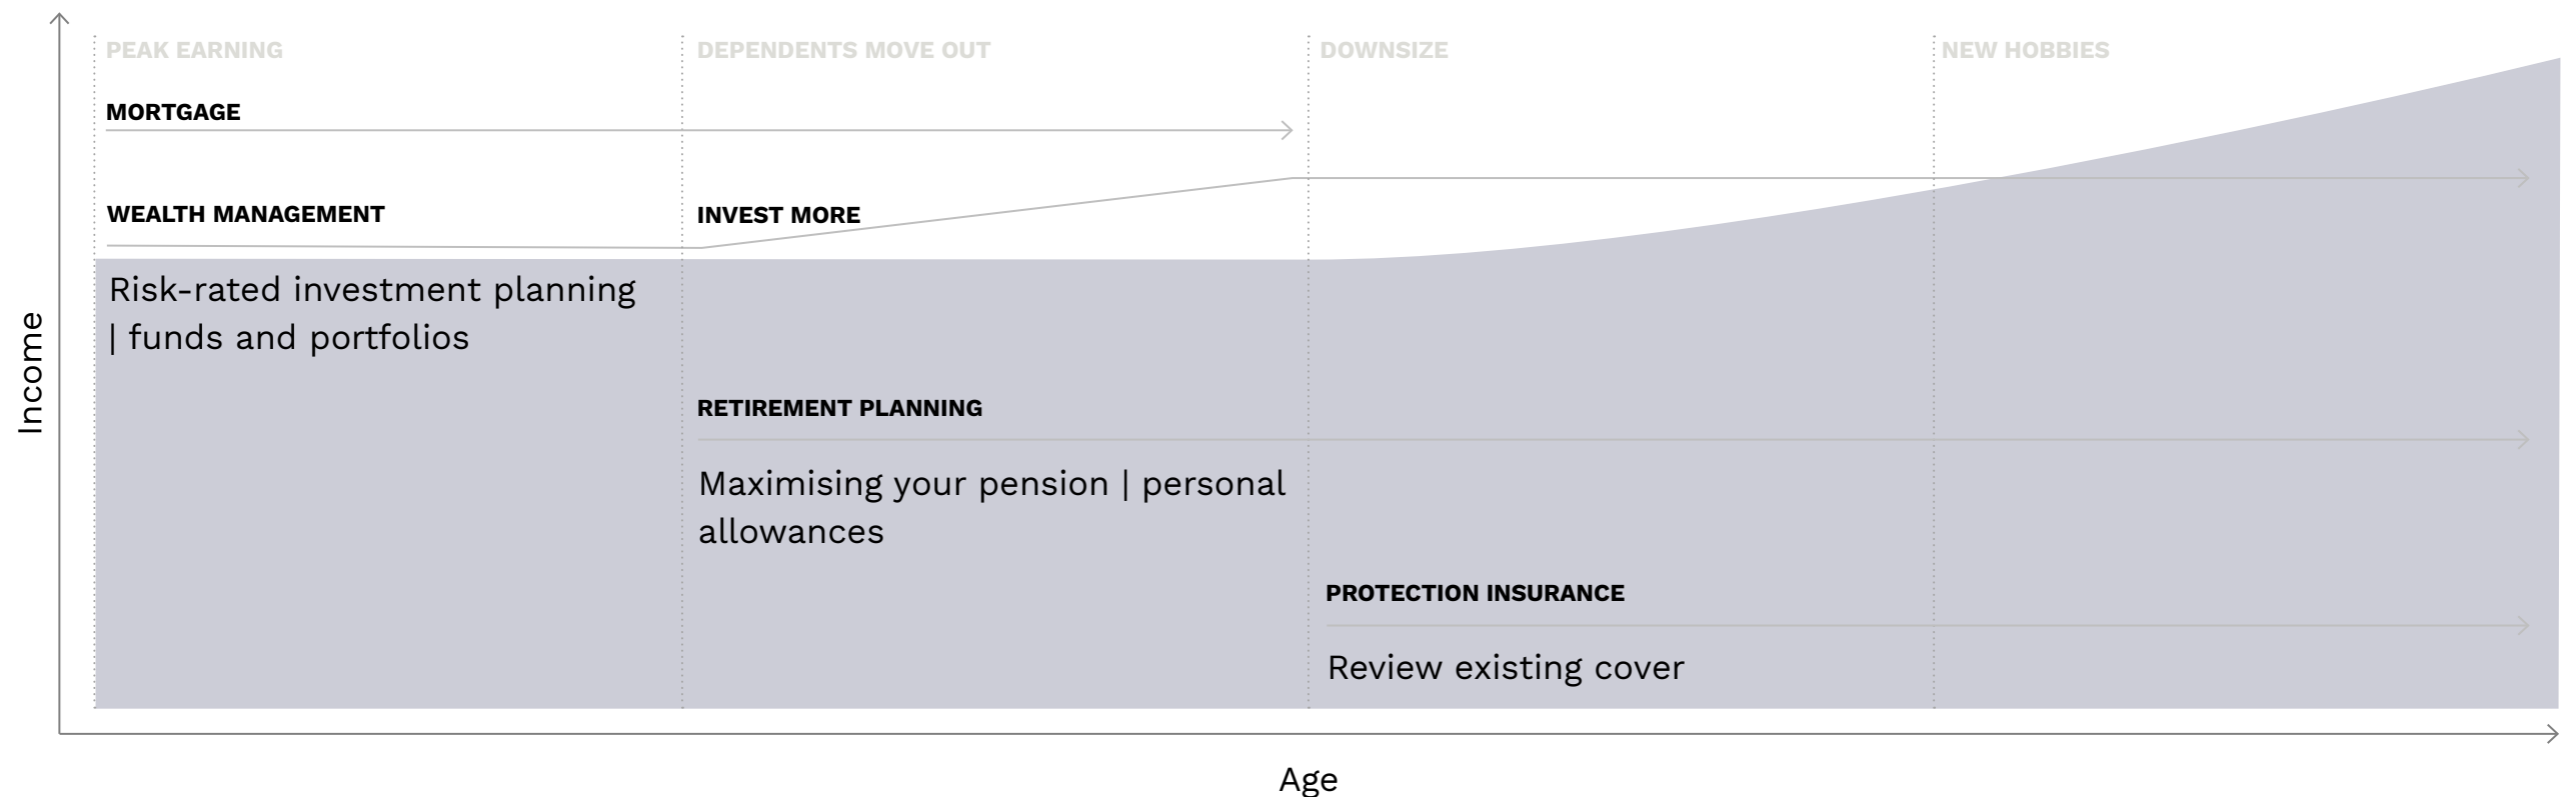 PEAK EARNING
DEPENDENTS MOVE OUT
DOWNSIZE
NEW HOBBIES
MORTGAGE
WEALTH MANAGEMENT
INVEST MORE
Risk-rated investment planning
| funds and portfolios
RETIREMENT PLANNING
Maximising your pension | personal
allowances
PROTECTION INSURANCE
Review existing cover
Income
Age